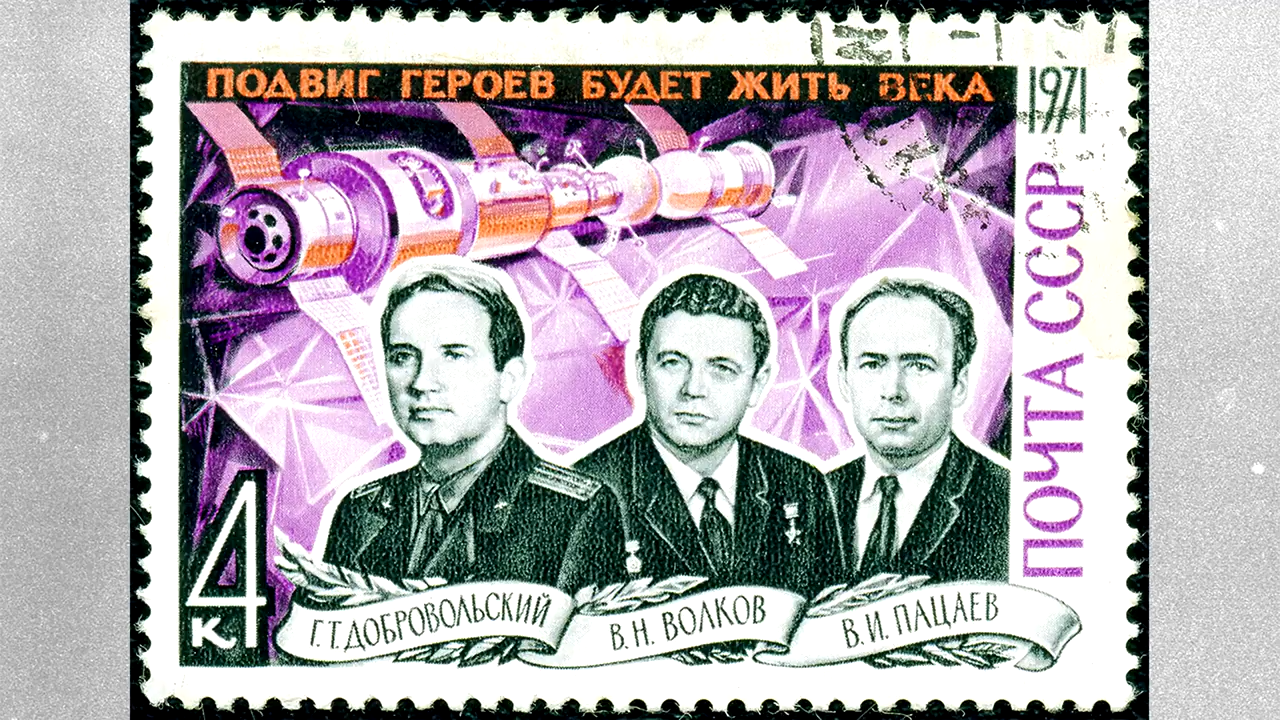 ПОДВИГ ГЕРОЕВ БУДЕТ ЖИТЬ ВЕКА
1971
ПОЧТА СССР
4
к
Г.Т.ДОБРОВОЛЬСКИЙ
В.Н. ВОЛКОВ
В.И. ПАЦАЕВ